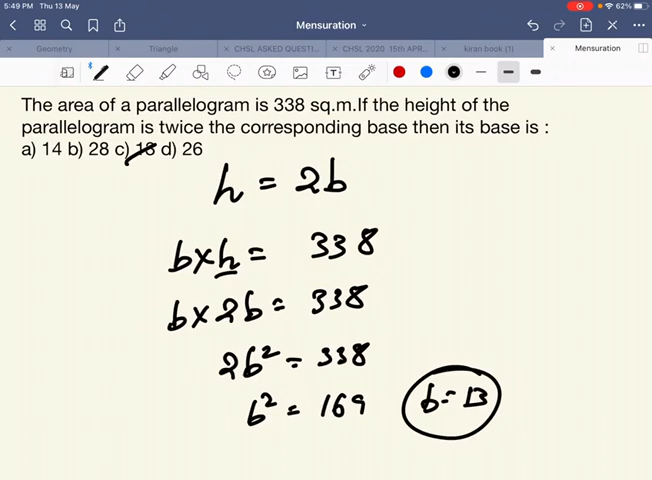 5:49 PM Thu 13 May
62%
Mensuration
Geometry
Triangle
CHSL ASKED QUESTI...
CHSL 2020 15th APR...
kiran book (1)
Mensuration
The area of a parallelogram is 338 sq.m.If the height of the
parallelogram is twice the corresponding base then its base is :
a) 14 b) 28 c) 13 d) 26
h = 2b
b×h = 338
b×2b = 338
2b² = 338
b² = 169
b = 13